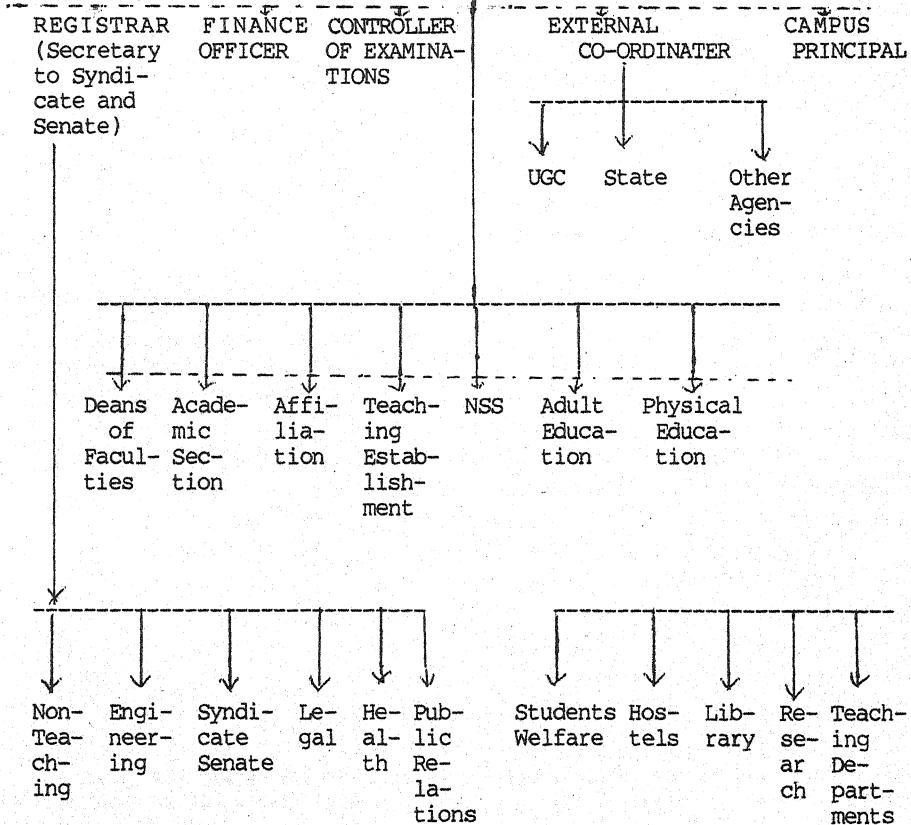 REGISTRAR
(Secretary
to Syndi-
cate and
Senate)
FINANCE
OFFICER
CONTROLLER
OF EXAMINA-
TIONS
EXTERNAL
CO-ORDINATER
CAMPUS
PRINCIPAL
UGC
State
Other
Agen-
cies
Deans
of
Facul-
ties
Acade-
mic
Sec-
tion
Affi-
lia-
tion
Teach-
ing
Estab-
lish-
ment
NSS
Adult
Educa-
tion
Physical
Educa-
tion
Non-
Tea-
ch-
ing
Engi-
neer-
ing
Syndi-
cate
Senate
Le-
gal
He-
al-
th
Pub-
lic
Re-
la-
tions
Students
Welfare
Hos-
tels
Lib-
rary
Re-
se-
ar
ch
Teach-
ing
De-
part-
ments